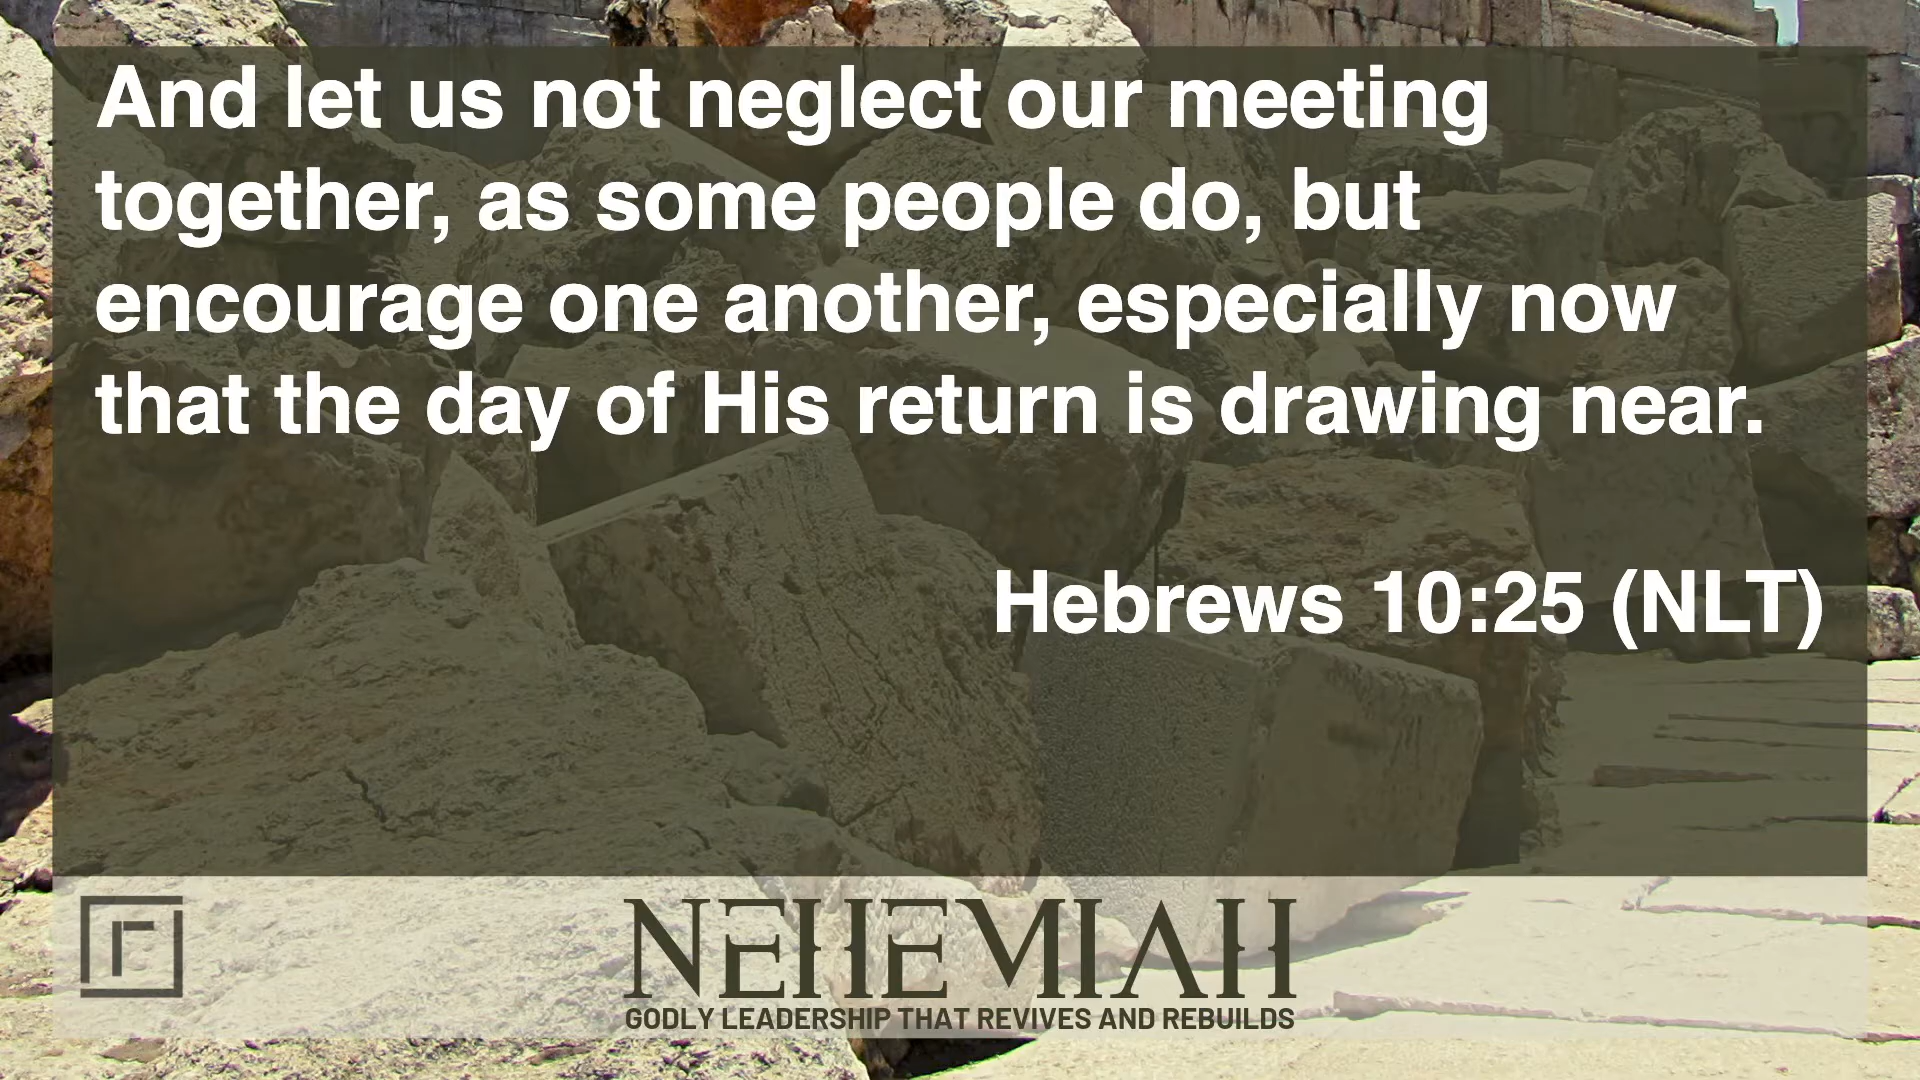 And let us not neglect our meeting
together, as some people do, but
encourage one another, especially now
that the day of His return is drawing near.
Hebrews 10:25 (NLT)
r
NEHEMIAH
GODLY LEADERSHIP THAT REVIVES AND REBUILDS